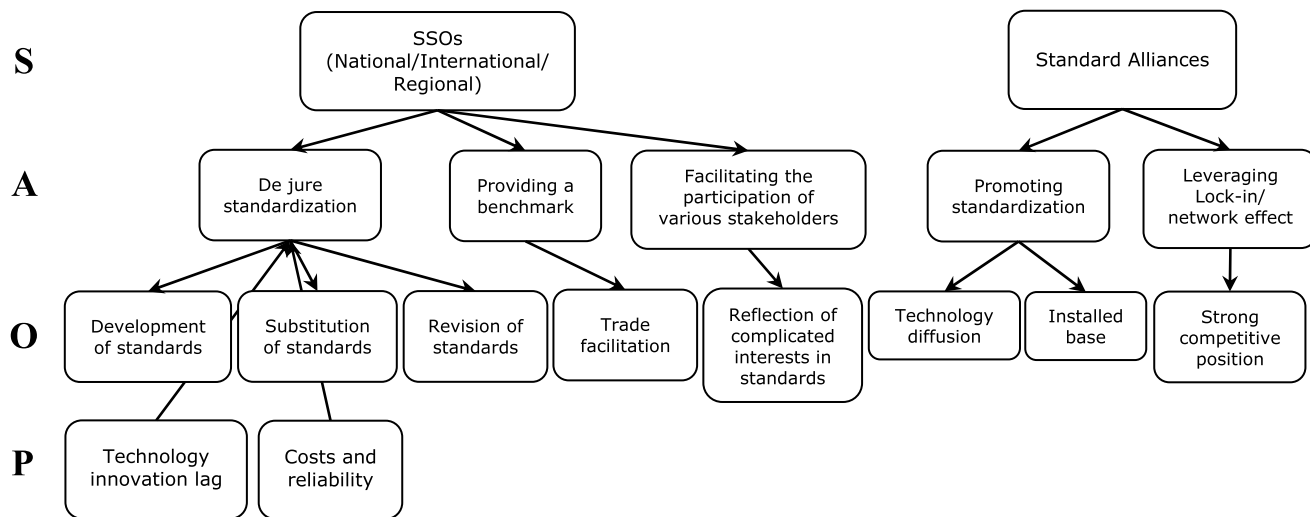 S
SSOs
(National/International/
Regional)
Standard Alliances
A
De jure
standardization
Providing a
benchmark
Facilitating the
participation of
various stakeholders
Promoting
standardization
Leveraging
Lock-in/
network effect
O
Development
of standards
Substitution
of standards
Revision of
standards
Trade
facilitation
Reflection of
complicated
interests in
standards
Technology
diffusion
Installed
base
Strong
competitive
position
P
Technology
innovation lag
Costs and
reliability